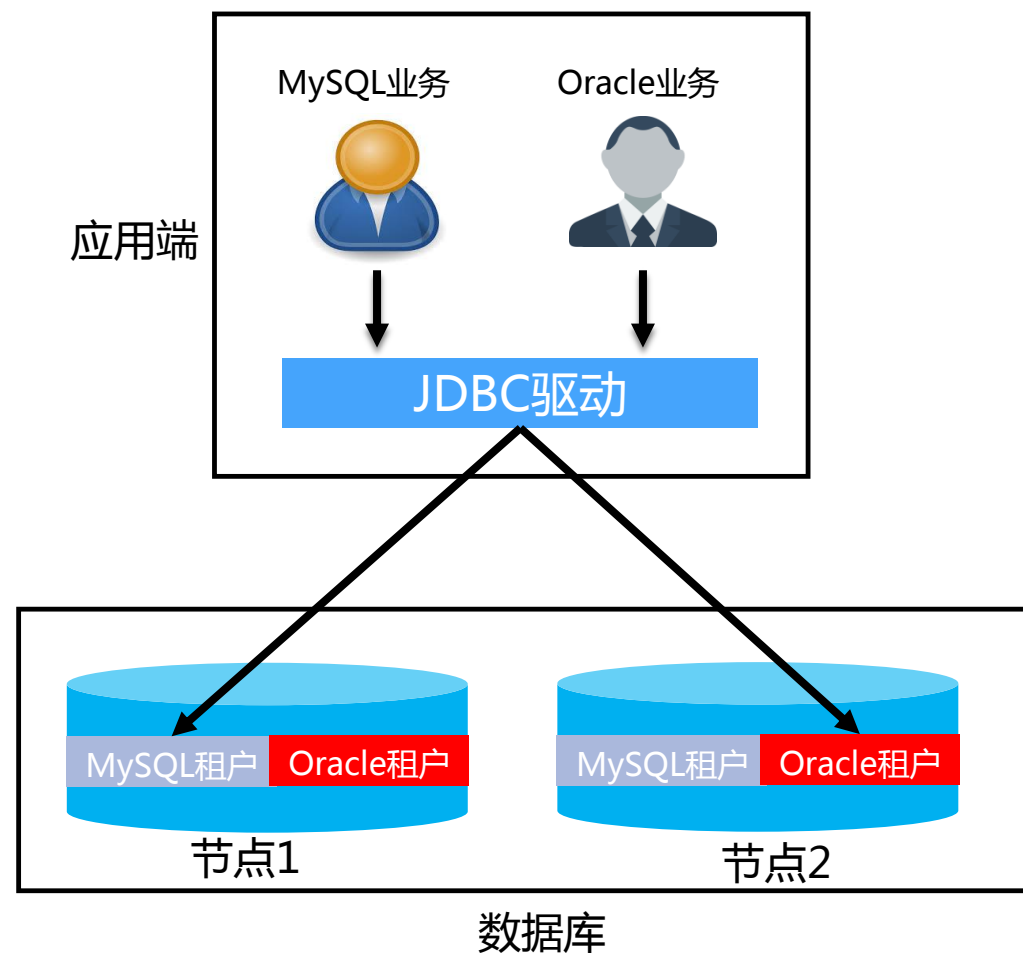 MySQL业务
Oracle业务
应用端
JDBC驱动
MySQL租户
Oracle租户
MySQL租户
Oracle租户
节点1
节点2
数据库